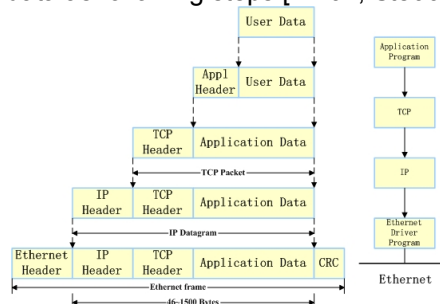 User Data
Appl
Header
User Data
TCP
Header
Application Data
TCP Packet
IP
Header
TCP
Header
Application Data
IP Datagram
Ethernet
Header
IP
Header
TCP
Header
Application Data
CRC
Ethernet frame
46~1500 Bytes
Application
Program
TCP
IP
Ethernet
Driver
Program
Ethernet